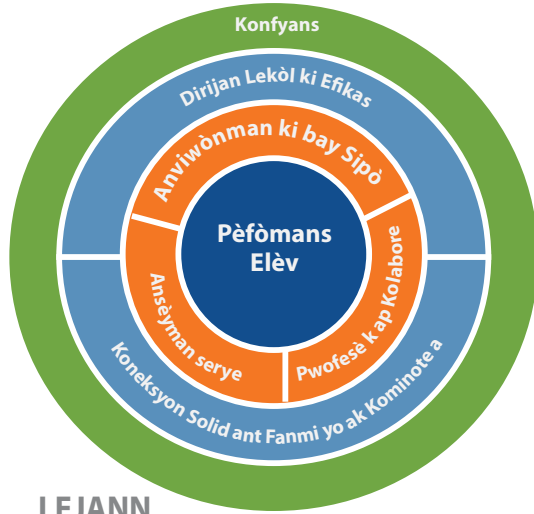 Konfyans
Dirijan Lekòl ki Efikas
Anviwònman ki bay Sipò
Pèfòmans
Elèv
Ansèyman serye
Pwofesè k ap Kolabore
Koneksyon Solid ant Fanmi yo ak Kominote a
LEJANN